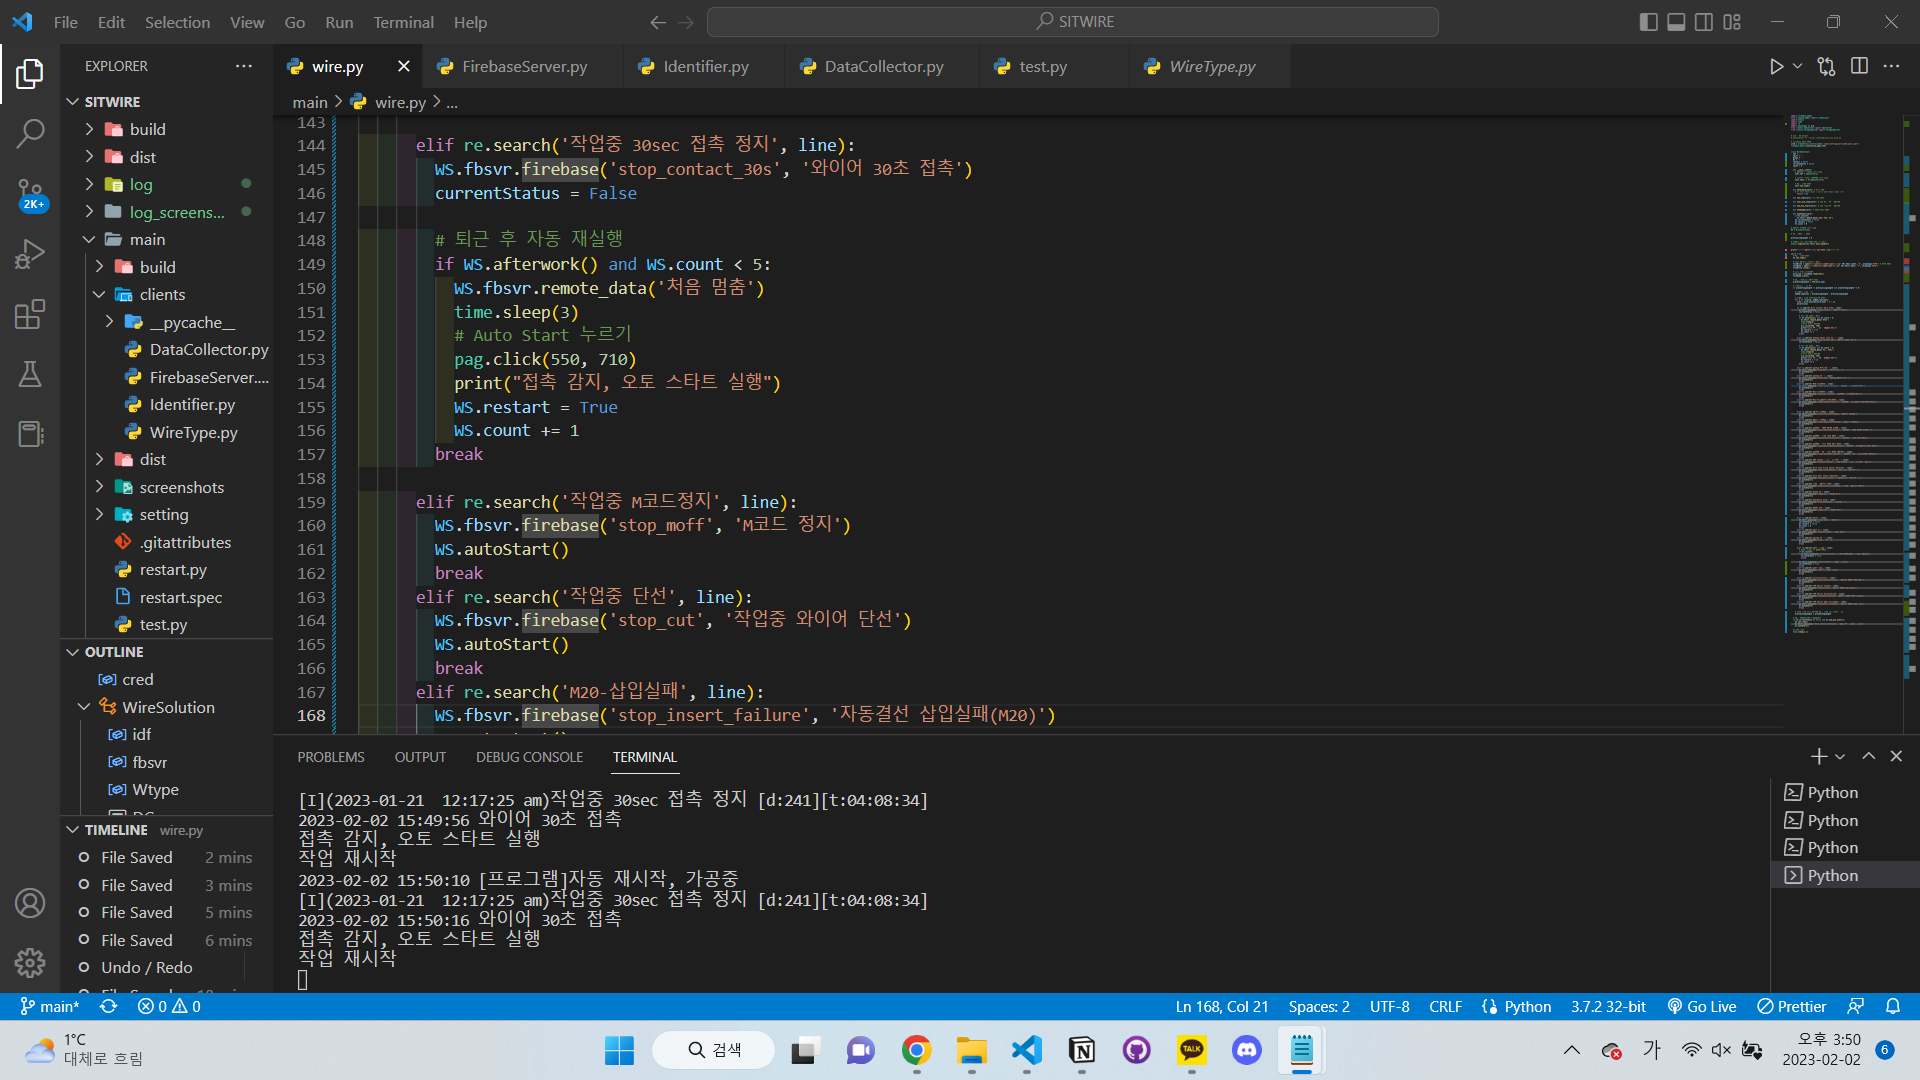 File Edit Selection View Go Run Terminal Help
SITWIRE
EXPLORER
SITWIRE
build
dist
log
log_screens...
main
build
clients
__pycache__
DataCollector.py
FirebaseServer....
Identifier.py
WireType.py
dist
screenshots
setting
.gitattributes
restart.py
restart.spec
test.py
2K+
OUTLINE
cred
WireSolution
idf
fbsvr
Wtype
TIMELINE wire.py
File Saved 2 mins
File Saved 3 mins
File Saved 5 mins
File Saved 6 mins
Undo / Redo
wire.py FirebaseServer.py Identifier.py DataCollector.py test.py WireType.py
main > wire.py > ...
143
144 elif re.search('작업중 30sec 접촉 정지', line):
145 WS.fbsvr.firebase('stop_contact_30s', '와이어 30초 접촉')
146 currentStatus = False
147
148 # 퇴근 후 자동 재실행
149 if WS.afterwork() and WS.count < 5:
150 WS.fbsvr.remote_data('처음 멈춤')
151 time.sleep(3)
152 # Auto Start 누르기
153 pag.click(550, 710)
154 print("접촉 감지, 오토 스타트 실행")
155 WS.restart = True
156 WS.count += 1
157 break
158
159 elif re.search('작업중 M코드정지', line):
160 WS.fbsvr.firebase('stop_moff', 'M코드 정지')
161 WS.autoStart()
162 break
163 elif re.search('작업중 단선', line):
164 WS.fbsvr.firebase('stop_cut', '작업중 와이어 단선')
165 WS.autoStart()
166 break
167 elif re.search('M20-삽입실패', line):
168 WS.fbsvr.firebase('stop_insert_failure', '자동결선 삽입실패(M20)')
PROBLEMS OUTPUT DEBUG CONSOLE TERMINAL
[I](2023-01-21  12:17:25 am)작업중 30sec 접촉 정지 [d:241][t:04:08:34]
2023-02-02 15:49:56 와이어 30초 접촉
접촉 감지, 오토 스타트 실행
작업 재시작
2023-02-02 15:50:10 [프로그램]자동 재시작, 가공중
[I](2023-01-21  12:17:25 am)작업중 30sec 접촉 정지 [d:241][t:04:08:34]
2023-02-02 15:50:16 와이어 30초 접촉
접촉 감지, 오토 스타트 실행
작업 재시작
Python
Python
Python
Python
main* 0 0 Ln 168, Col 21 Spaces: 2 UTF-8 CRLF Python 3.7.2 32-bit Go Live Prettier
1°C
대체로 흐림
검색
TALK
가
오후 3:50
2023-02-02
6